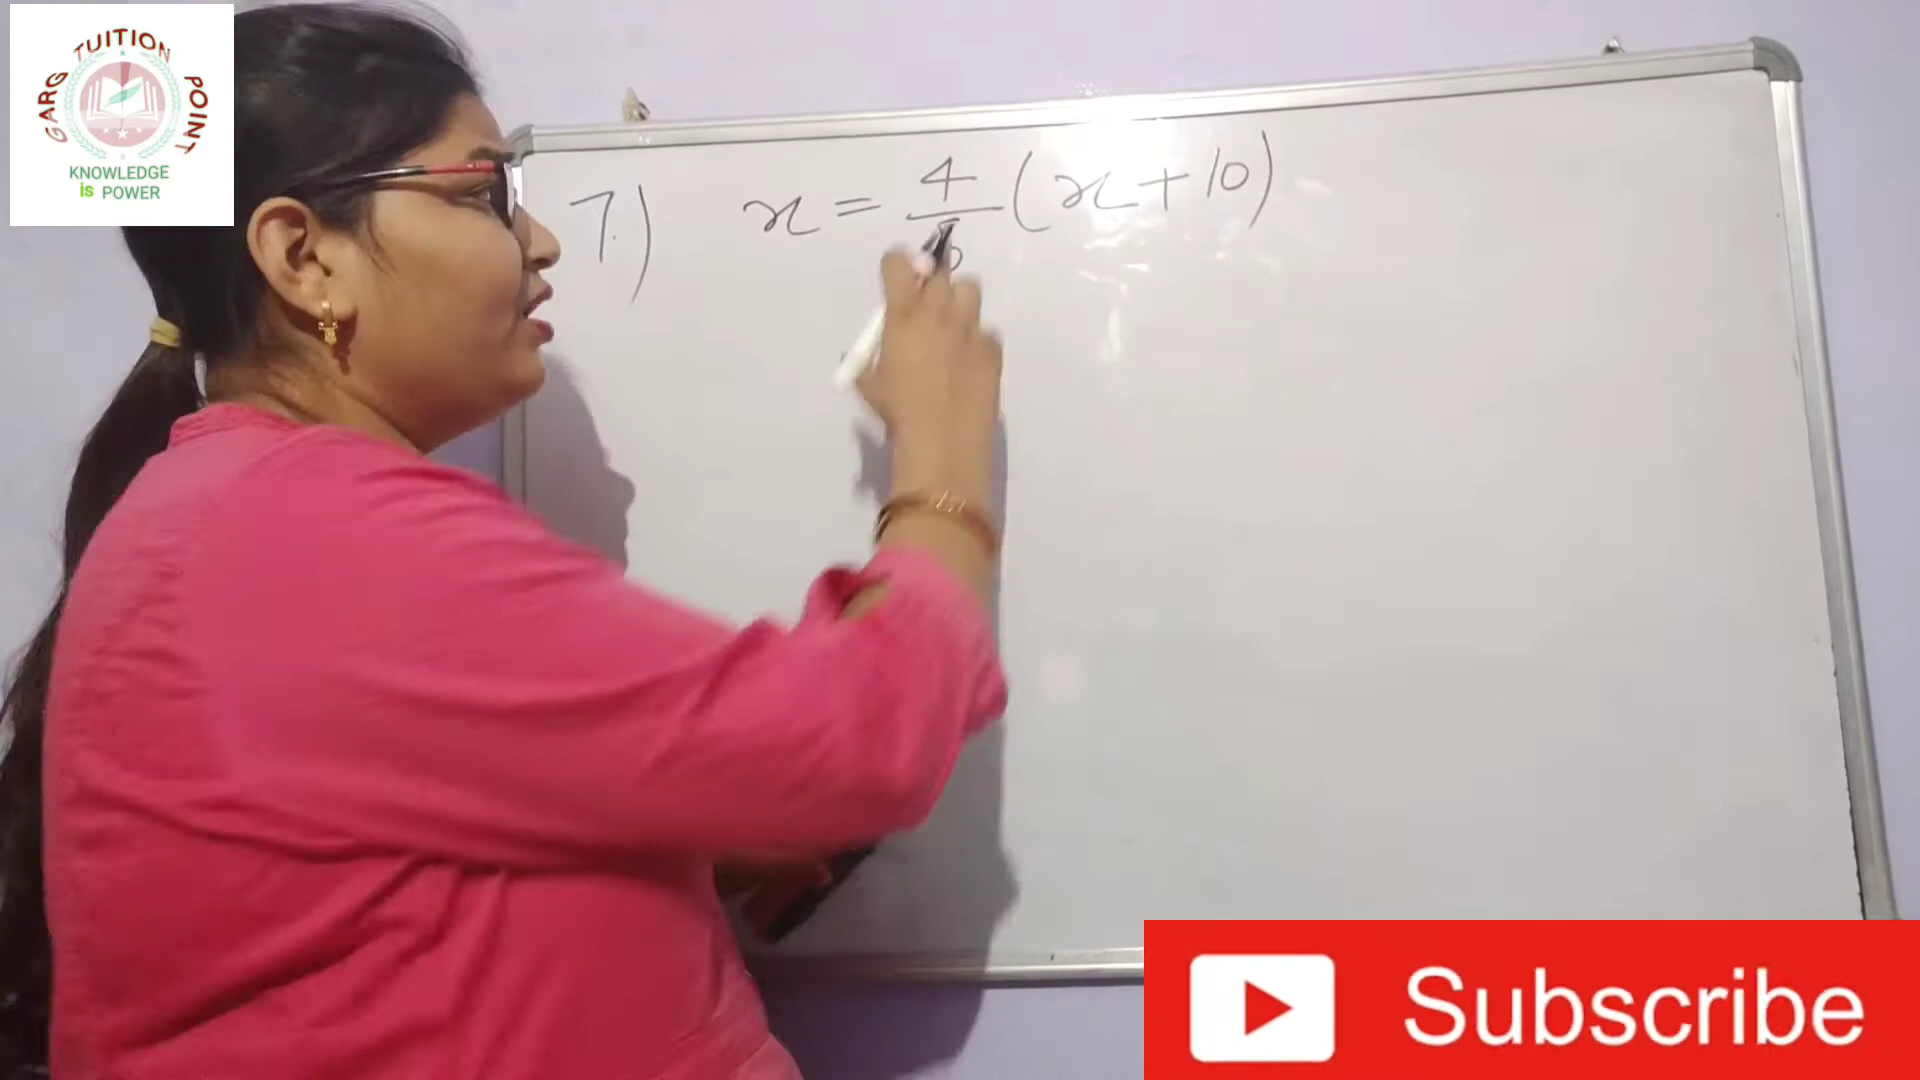 GARG TUITION POINT
KNOWLEDGE
is POWER
7.) x = 4/5 (x + 10)
Subscribe